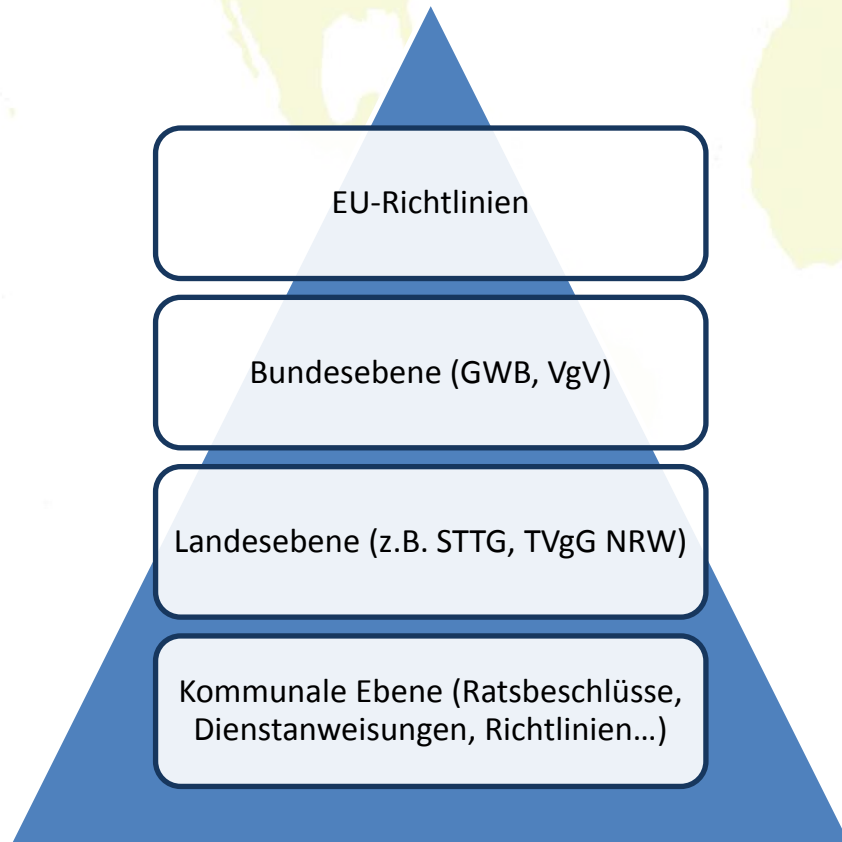 EU-Richtlinien
Bundesebene (GWB, VgV)
Landesebene (z.B. STTG, TVgG NRW)
Kommunale Ebene (Ratsbeschlüsse,
Dienstanweisungen, Richtlinien…)